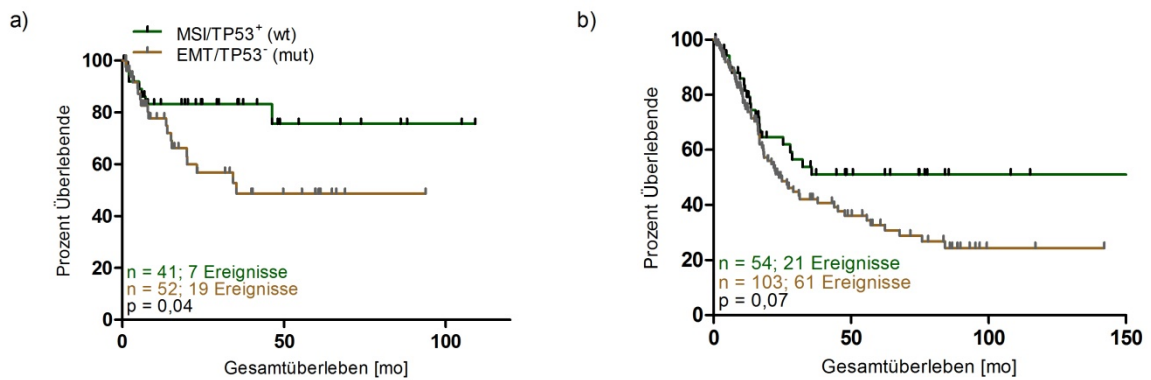 a)
MSI/TP53⁺ (wt)
EMT/TP53⁻ (mut)
Prozent Überlebende
100
80
60
40
20
0
n = 41; 7 Ereignisse
n = 52; 19 Ereignisse
p = 0,04
0
50
100
Gesamtüberleben [mo]
b)
Prozent Überlebende
100
80
60
40
20
0
n = 54; 21 Ereignisse
n = 103; 61 Ereignisse
p = 0,07
0
50
100
150
Gesamtüberleben [mo]